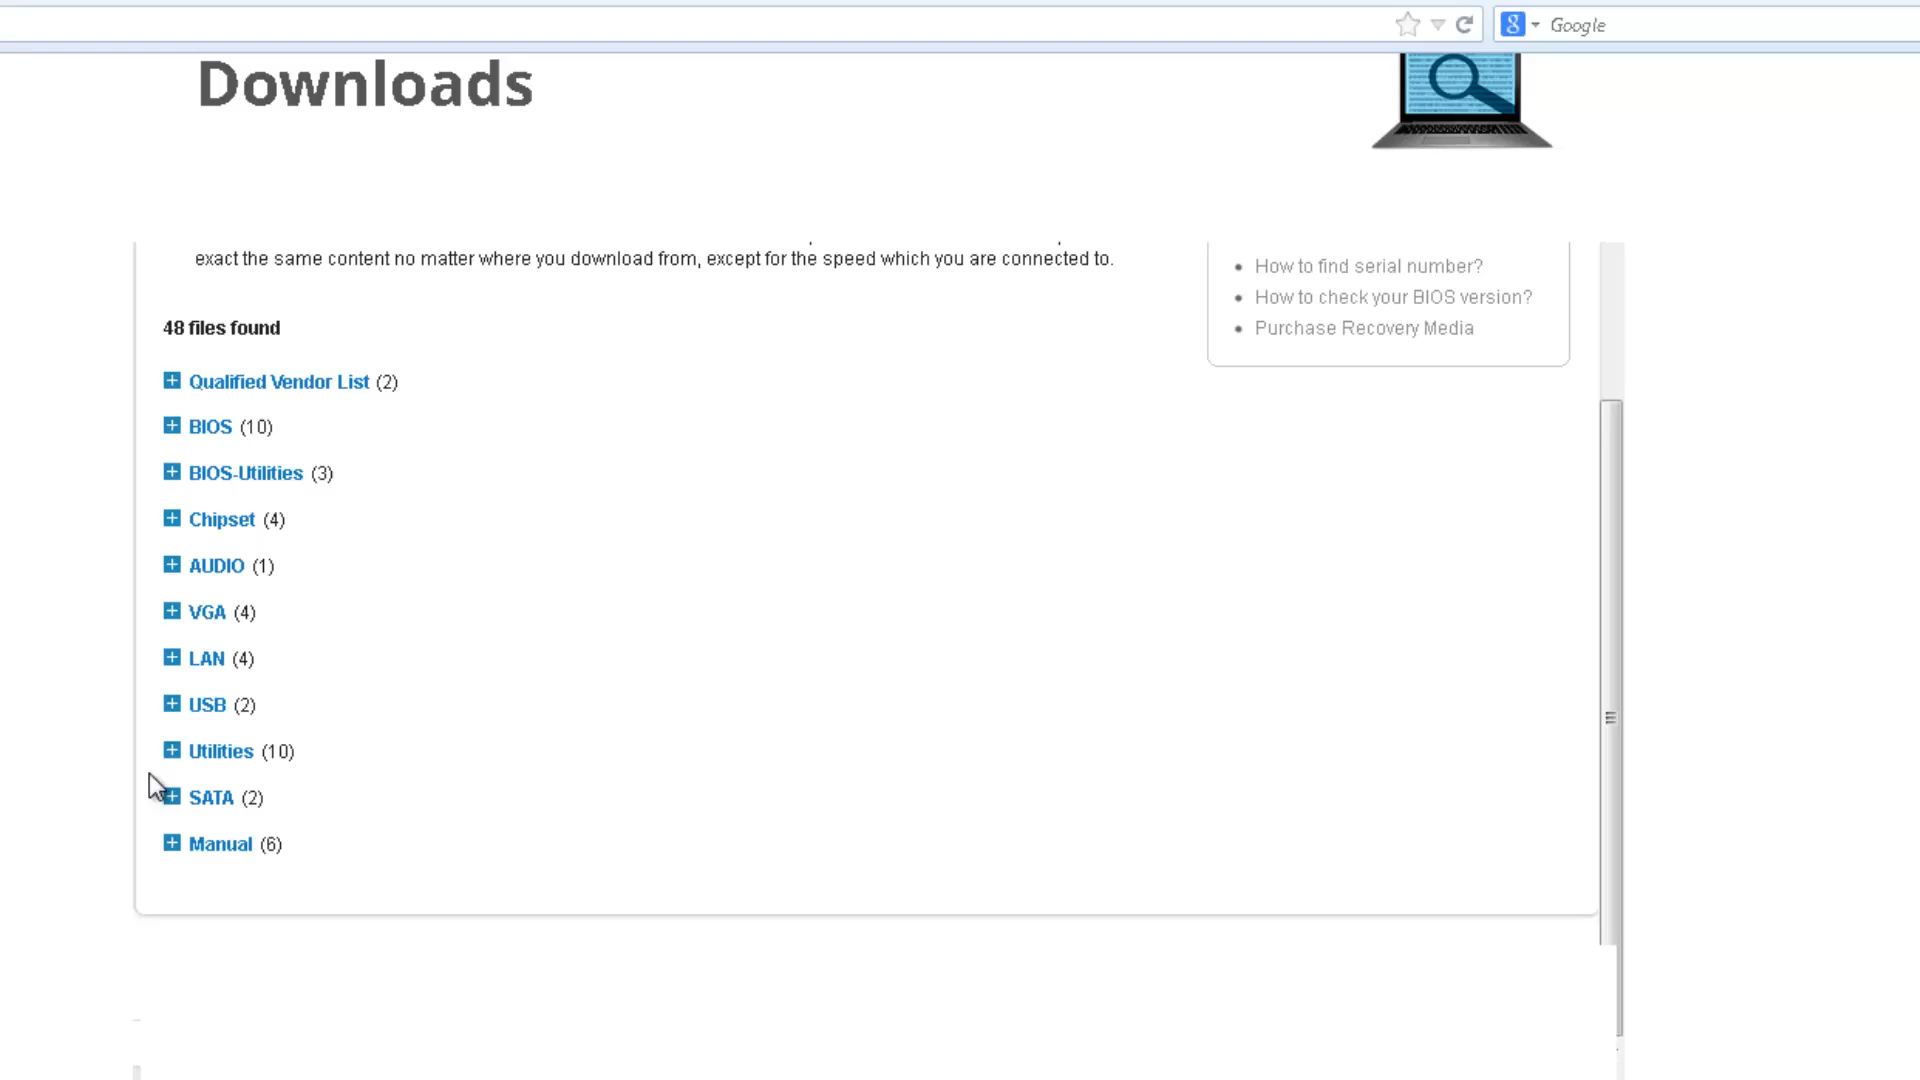 Google
Downloads
exact the same content no matter where you download from, except for the speed which you are connected to.
How to find serial number?
How to check your BIOS version?
Purchase Recovery Media
48 files found
Qualified Vendor List (2)
BIOS (10)
BIOS-Utilities (3)
Chipset (4)
AUDIO (1)
VGA (4)
LAN (4)
USB (2)
Utilities (10)
SATA (2)
Manual (6)